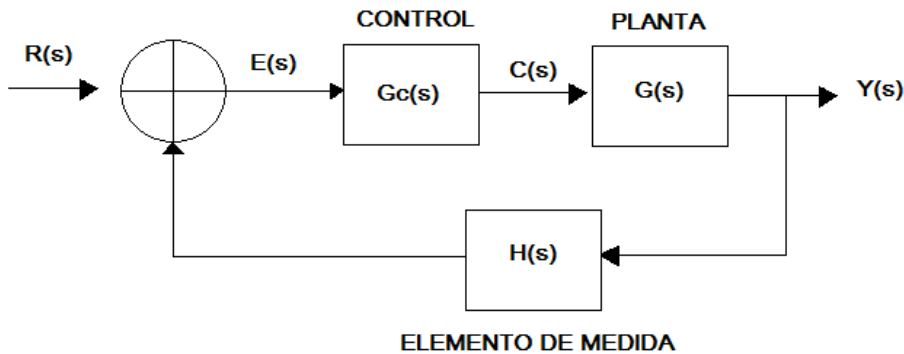 CONTROL
PLANTA
R(s)
E(s)
Gc(s)
C(s)
G(s)
Y(s)
H(s)
ELEMENTO DE MEDIDA